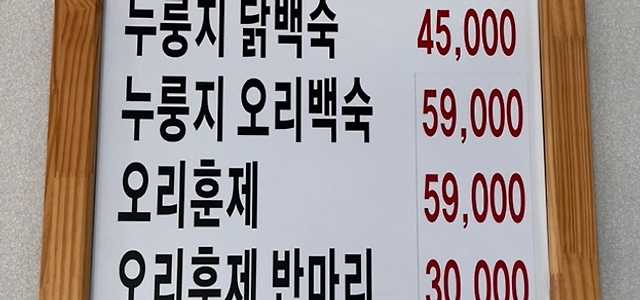 누룽지 닭백숙 45,000
누룽지 오리백숙 59,000
오리훈제 59,000
오리훈제 반마리 30,000